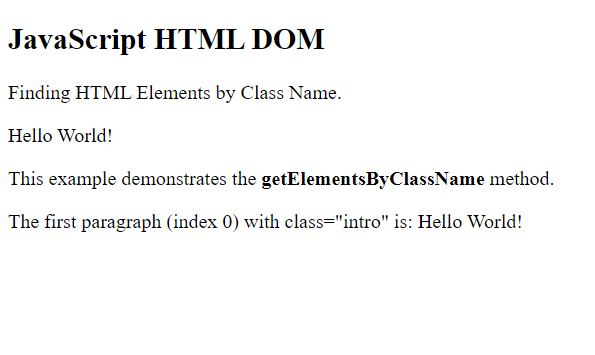 JavaScript HTML DOM
Finding HTML Elements by Class Name.
Hello World!
This example demonstrates the getElementsByClassName method.
The first paragraph (index 0) with class="intro" is: Hello World!